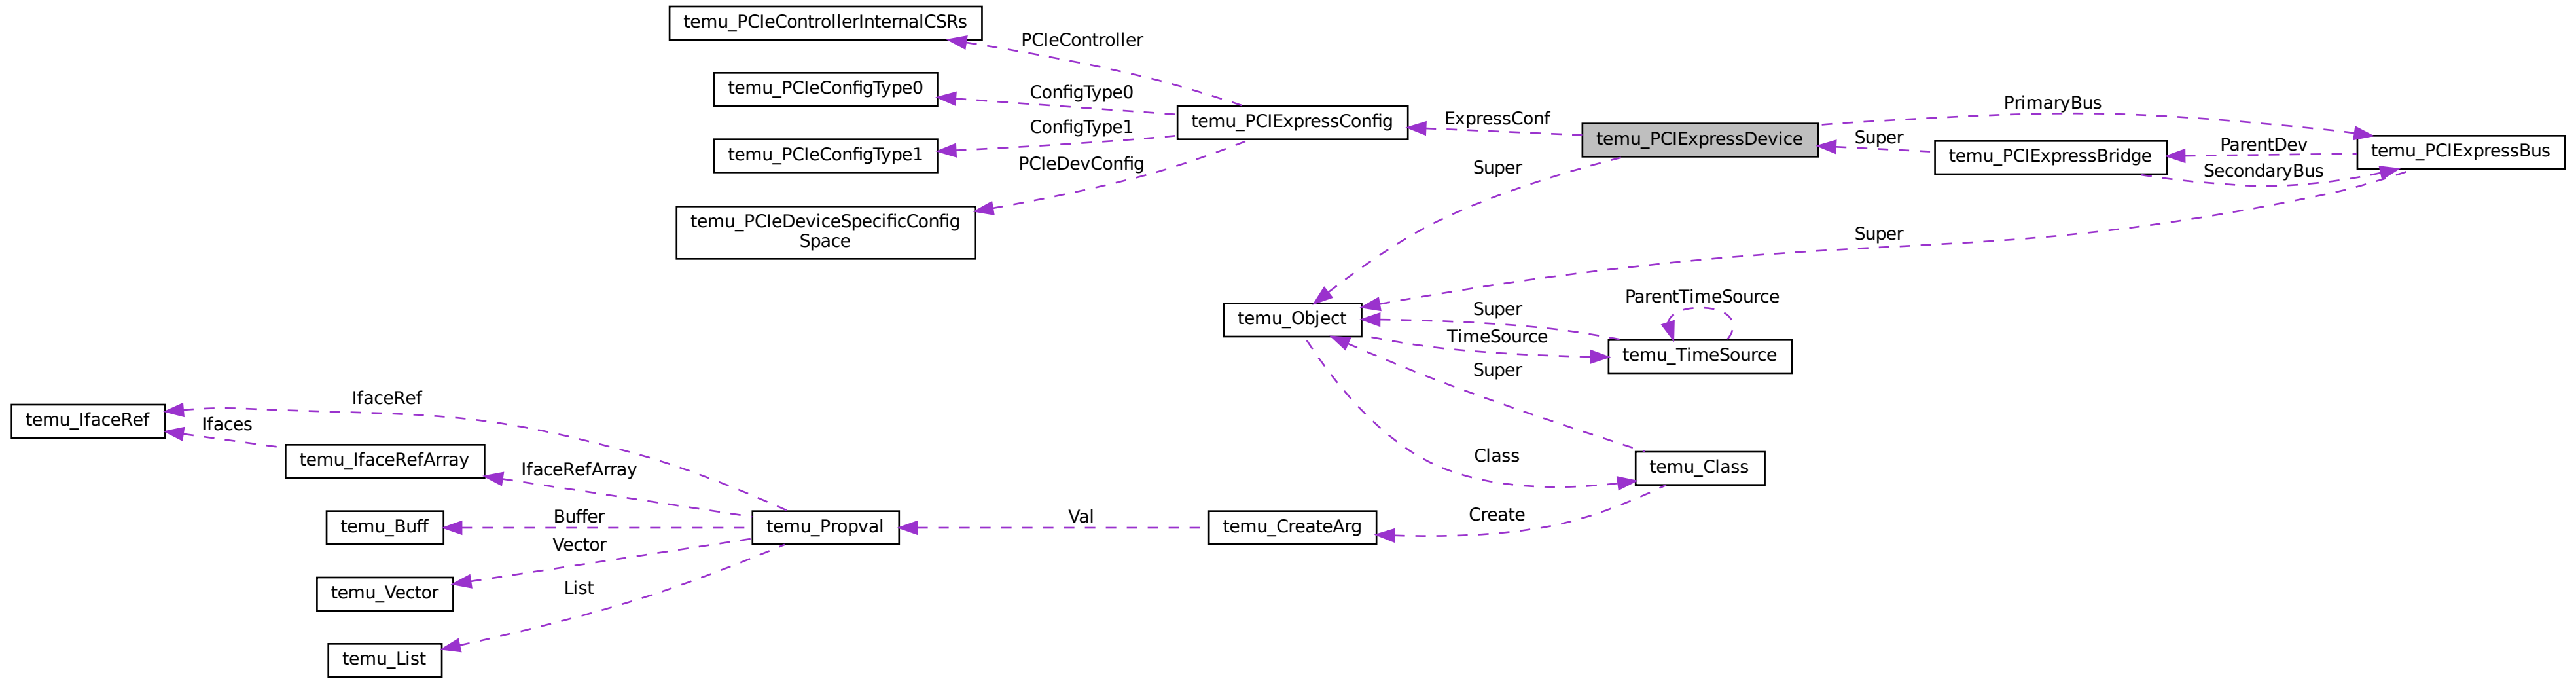 temu_PCIeControllerInternalCSRs
PCIeController
temu_PCIeConfigType0
ConfigType0
PrimaryBus
temu_PCIExpressConfig
ExpressConf
temu_PCIExpressDevice
Super
temu_PCIExpressBridge
ParentDev
temu_PCIExpressBus
ConfigType1
temu_PCIeConfigType1
PCIeDevConfig
Super
SecondaryBus
temu_PCIeDeviceSpecificConfig
Space
Super
ParentTimeSource
temu_Object
Super
TimeSource
temu_TimeSource
Super
IfaceRef
temu_IfaceRef
Ifaces
temu_IfaceRefArray
IfaceRefArray
Class
temu_Class
temu_Buff
Buffer
temu_Propval
Val
temu_CreateArg
Create
Vector
temu_Vector
List
temu_List